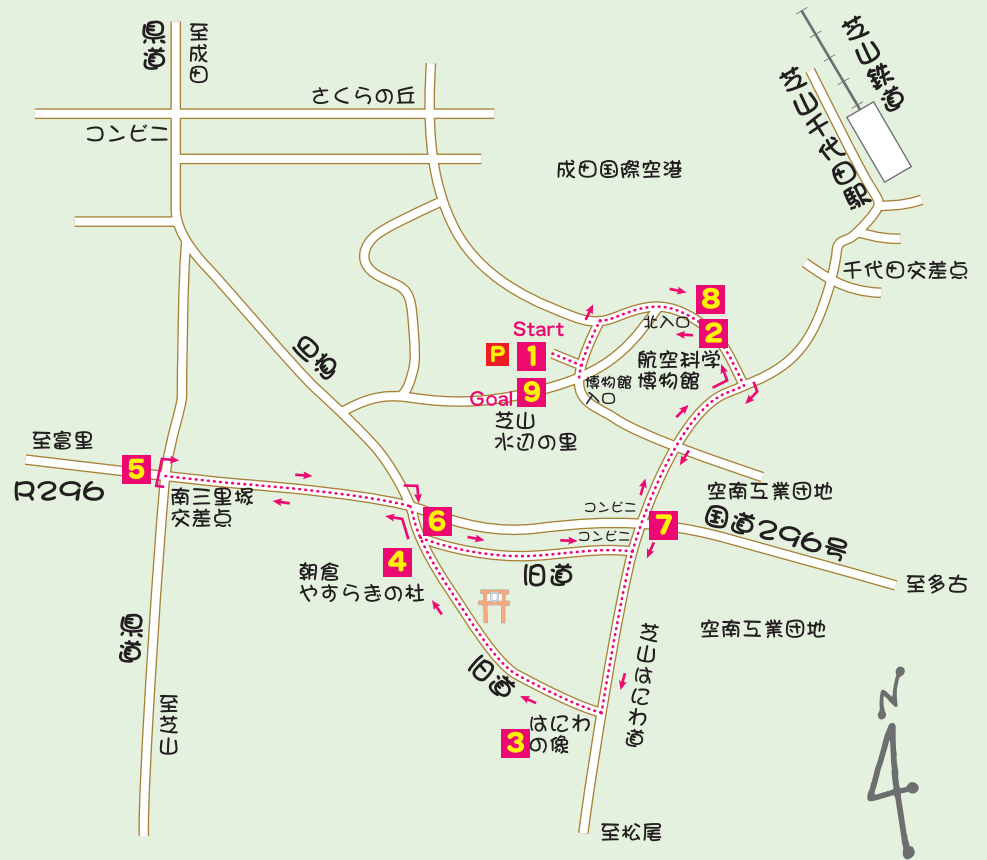 県道
至成田
さくらの丘
コンビニ
成田国際空港
芝山鉄道
芝山千代田駅
千代田交差点
旧道
Start
P
1
Goal
9
芝山
水辺の里
8
北入口
2
航空科学
博物館
博物館
入口
至富里
R296
5
南三里塚
交差点
コンビニ
空南工業団地
国道296号
6
7
コンビニ
旧道
4
朝倉
やすらぎの杜
至多古
空南工業団地
県道
至芝山
旧道
芝山はにわ道
3
はにわ
の像
N
至松尾